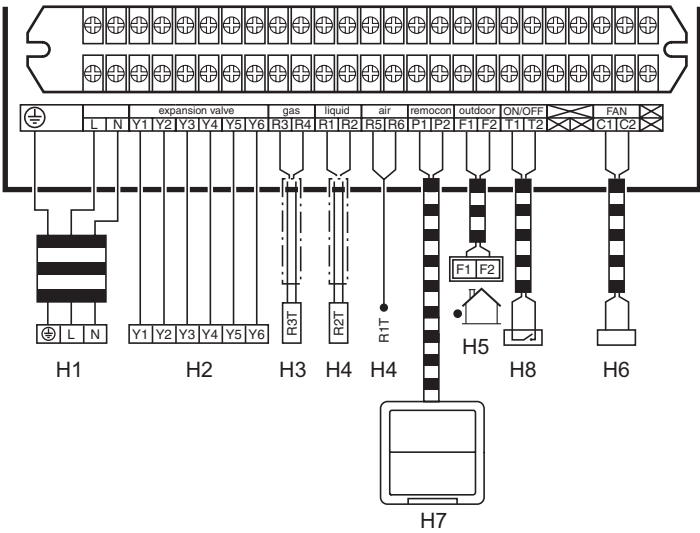 expansion valve gas liquid air remocon outdoor ON/OFF FAN
L N Y1 Y2 Y3 Y4 Y5 Y6 R3 R4 R1 R2 R5 R6 P1 P2 F1 F2 T1 T2 C1 C2
F1 F2
R3T
R2T
R1T
L N Y1 Y2 Y3 Y4 Y5 Y6
H5
H1 H2 H3 H4 H4 H8 H6
H7